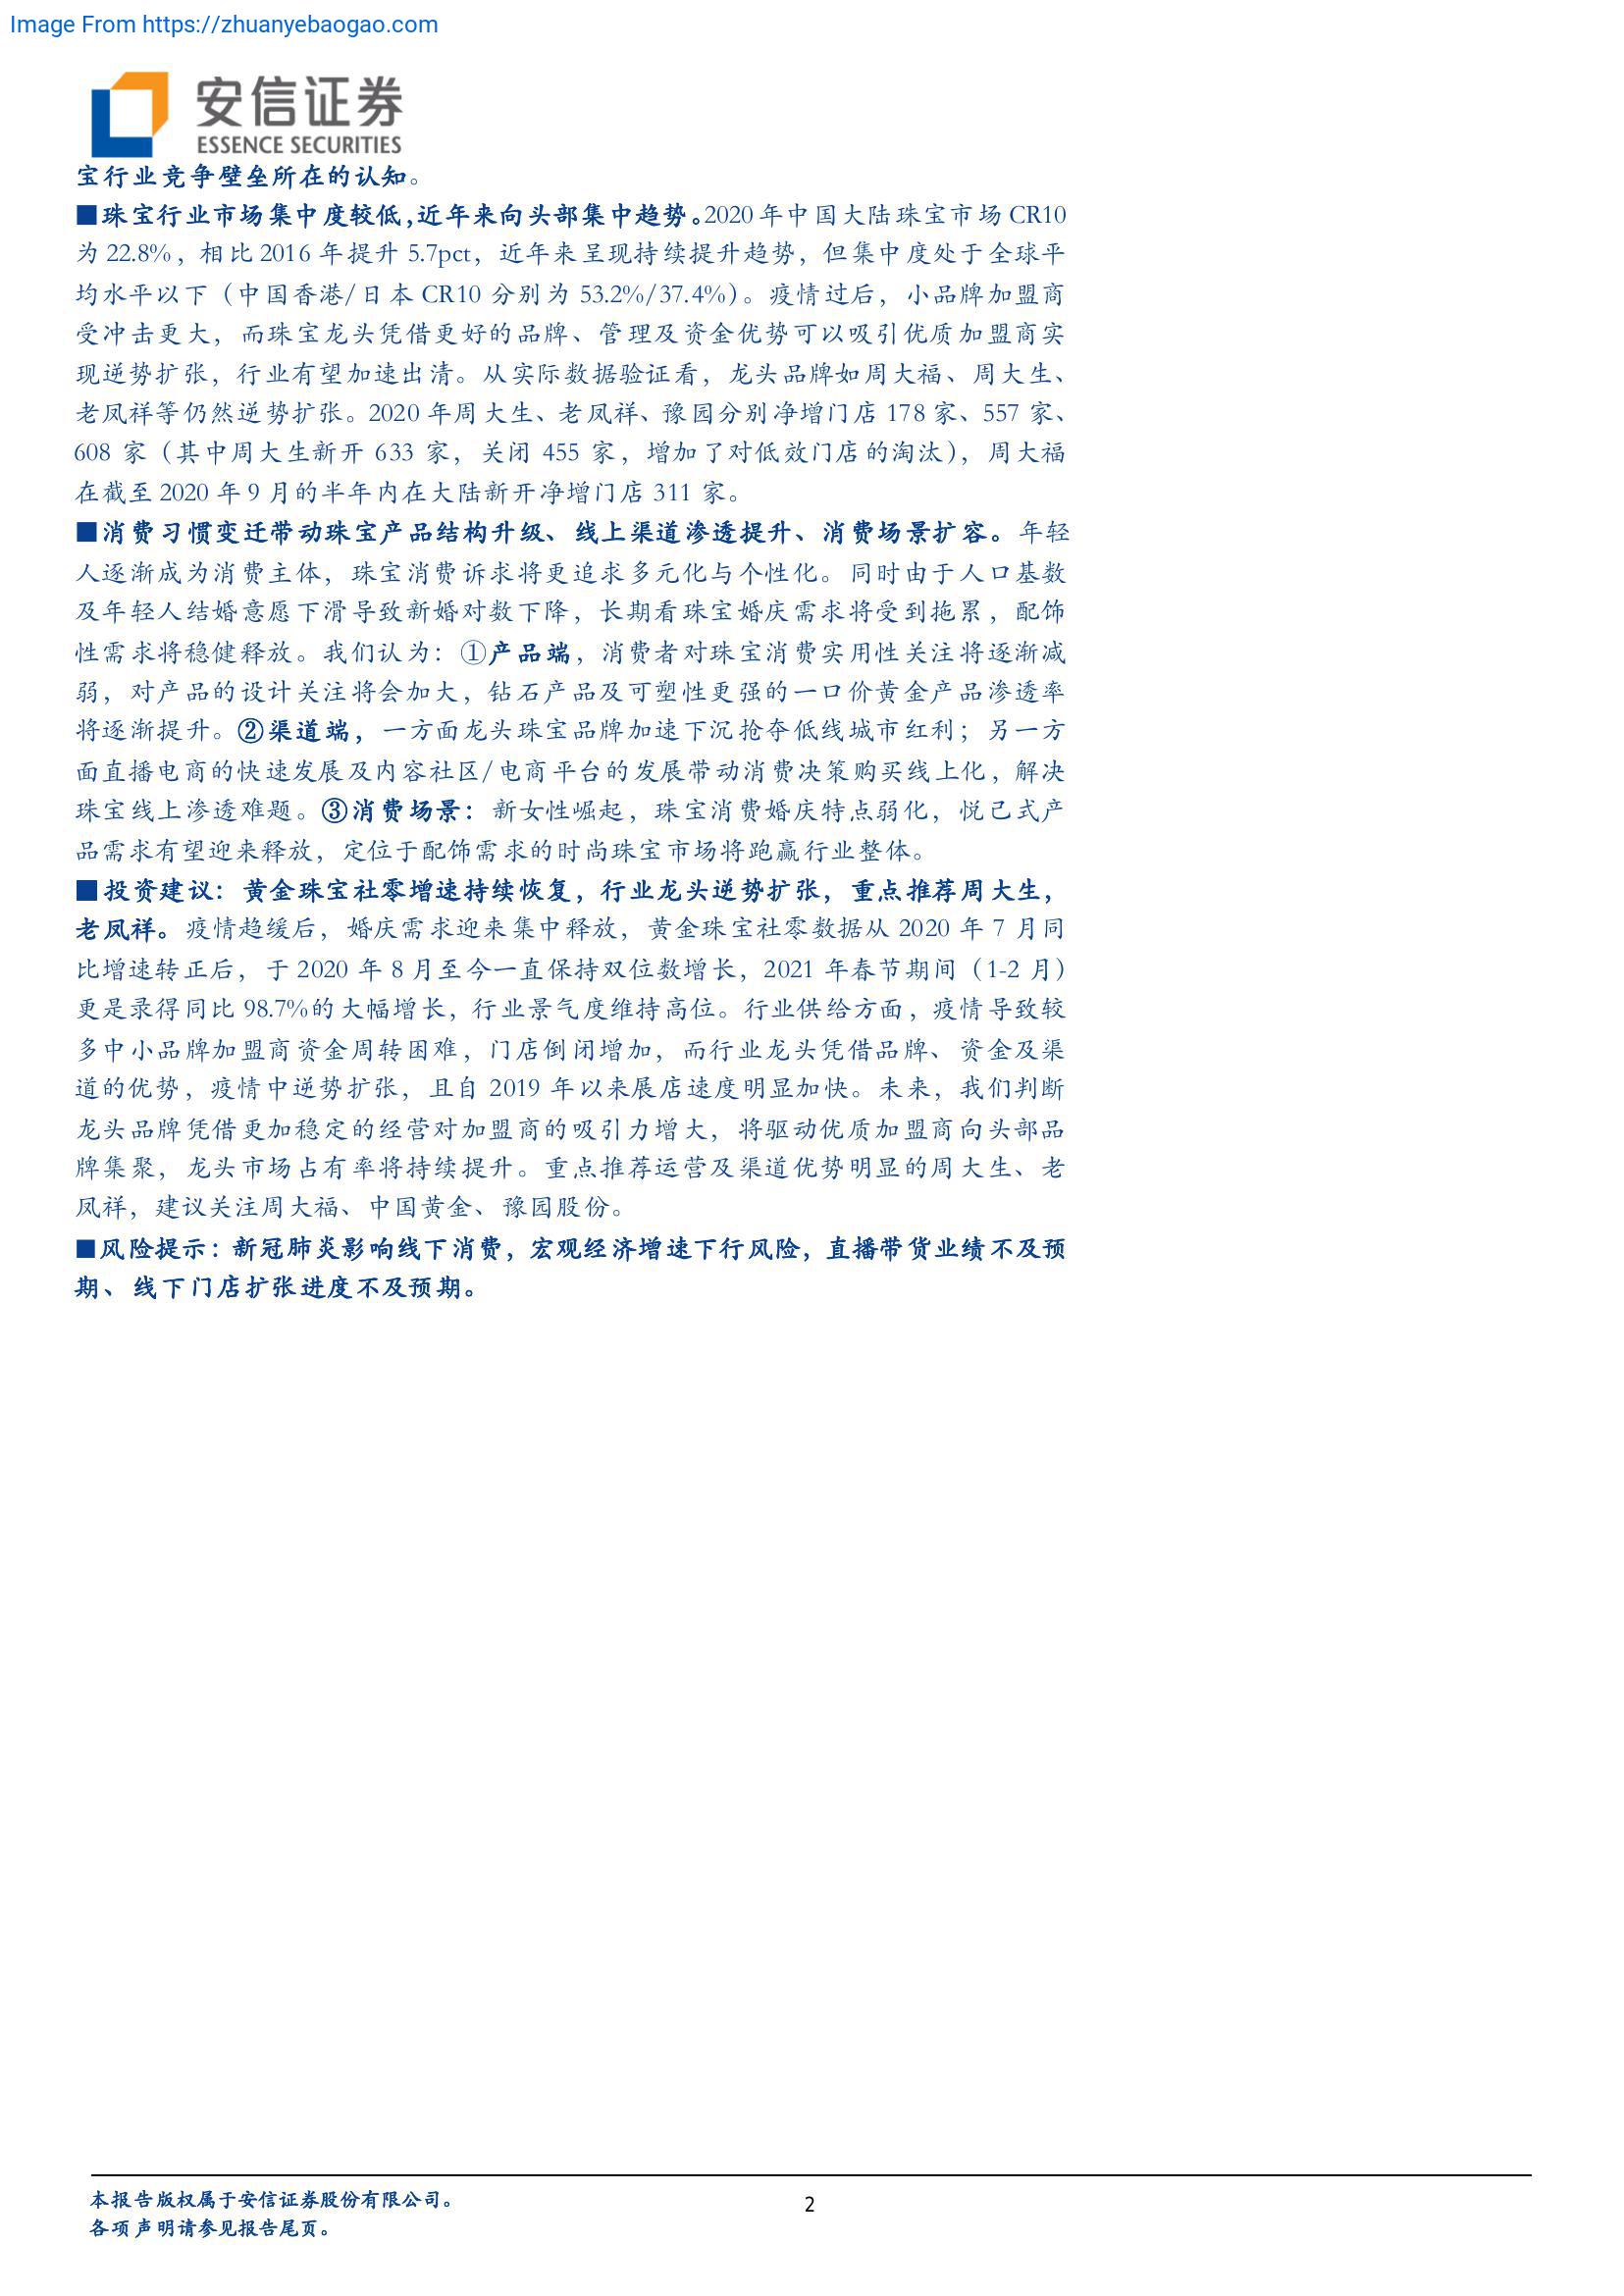 Image From https://zhuanyebaogao.com
安信证券
ESSENCE SECURITIES
宝行业竞争壁垒所在的认知。
■珠宝行业市场集中度较低,近年来向头部集中趋势。2020 年中国大陆珠宝市场 CR10
为 22.8%，相比 2016 年提升 5.7pct，近年来呈现持续提升趋势，但集中度处于全球平
均水平以下（中国香港/日本 CR10 分别为 53.2%/37.4%）。疫情过后，小品牌加盟商
受冲击更大，而珠宝龙头凭借更好的品牌、管理及资金优势可以吸引优质加盟商实
现逆势扩张，行业有望加速出清。从实际数据验证看，龙头品牌如周大福、周大生、
老凤祥等仍然逆势扩张。2020 年周大生、老凤祥、豫园分别净增门店 178 家、557 家、
608 家（其中周大生新开 633 家，关闭 455 家，增加了对低效门店的淘汰），周大福
在截至 2020 年 9 月的半年内在大陆新开净增门店 311 家。
■消费习惯变迁带动珠宝产品结构升级、线上渠道渗透提升、消费场景扩容。年轻
人逐渐成为消费主体，珠宝消费诉求将更追求多元化与个性化。同时由于人口基数
及年轻人结婚意愿下滑导致新婚对数下降，长期看珠宝婚庆需求将受到拖累，配饰
性需求将稳健释放。我们认为：①产品端，消费者对珠宝消费实用性关注将逐渐减
弱，对产品的设计关注将会加大，钻石产品及可塑性更强的一口价黄金产品渗透率
将逐渐提升。②渠道端，一方面龙头珠宝品牌加速下沉抢夺低线城市红利；另一方
面直播电商的快速发展及内容社区/电商平台的发展带动消费决策购买线上化，解决
珠宝线上渗透难题。③消费场景：新女性崛起，珠宝消费婚庆特点弱化，悦己式产
品需求有望迎来释放，定位于配饰需求的时尚珠宝市场将跑赢行业整体。
■投资建议：黄金珠宝社零增速持续恢复，行业龙头逆势扩张，重点推荐周大生，
老凤祥。疫情趋缓后，婚庆需求迎来集中释放，黄金珠宝社零数据从 2020 年 7 月同
比增速转正后，于 2020 年 8 月至今一直保持双位数增长，2021 年春节期间（1-2 月）
更是录得同比 98.7%的大幅增长，行业景气度维持高位。行业供给方面，疫情导致较
多中小品牌加盟商资金周转困难，门店倒闭增加，而行业龙头凭借品牌、资金及渠
道的优势，疫情中逆势扩张，且自 2019 年以来展店速度明显加快。未来，我们判断
龙头品牌凭借更加稳定的经营对加盟商的吸引力增大，将驱动优质加盟商向头部品
牌集聚，龙头市场占有率将持续提升。重点推荐运营及渠道优势明显的周大生、老
凤祥，建议关注周大福、中国黄金、豫园股份。
■风险提示：新冠肺炎影响线下消费，宏观经济增速下行风险，直播带货业绩不及预
期、线下门店扩张进度不及预期。
本报告版权属于安信证券股份有限公司。
2
各项声明请参见报告尾页。